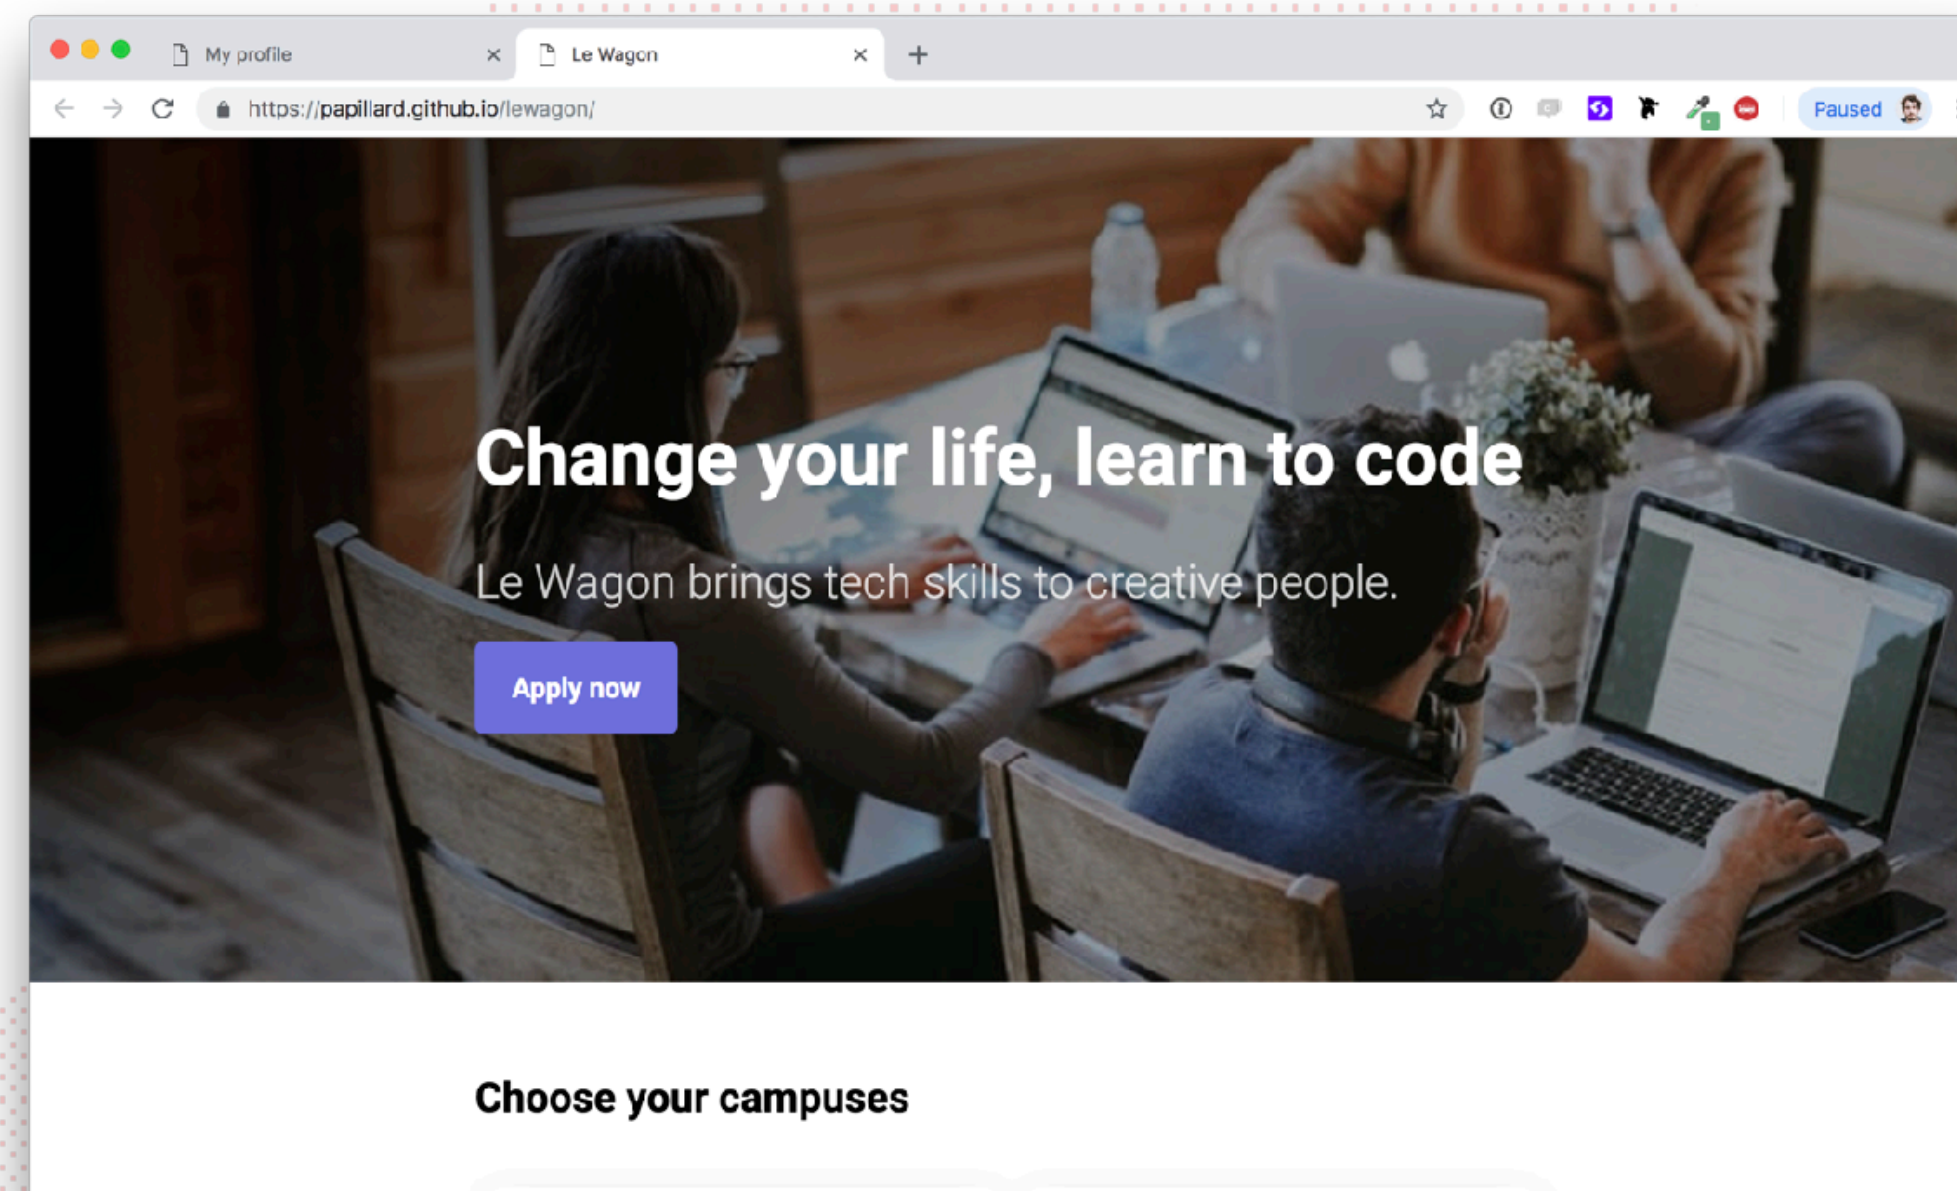 My profile
Le Wagon
https://papillard.github.io/lewagon/
Paused
Change your life, learn to code
Le Wagon brings tech skills to creative people.
Apply now
Choose your campuses